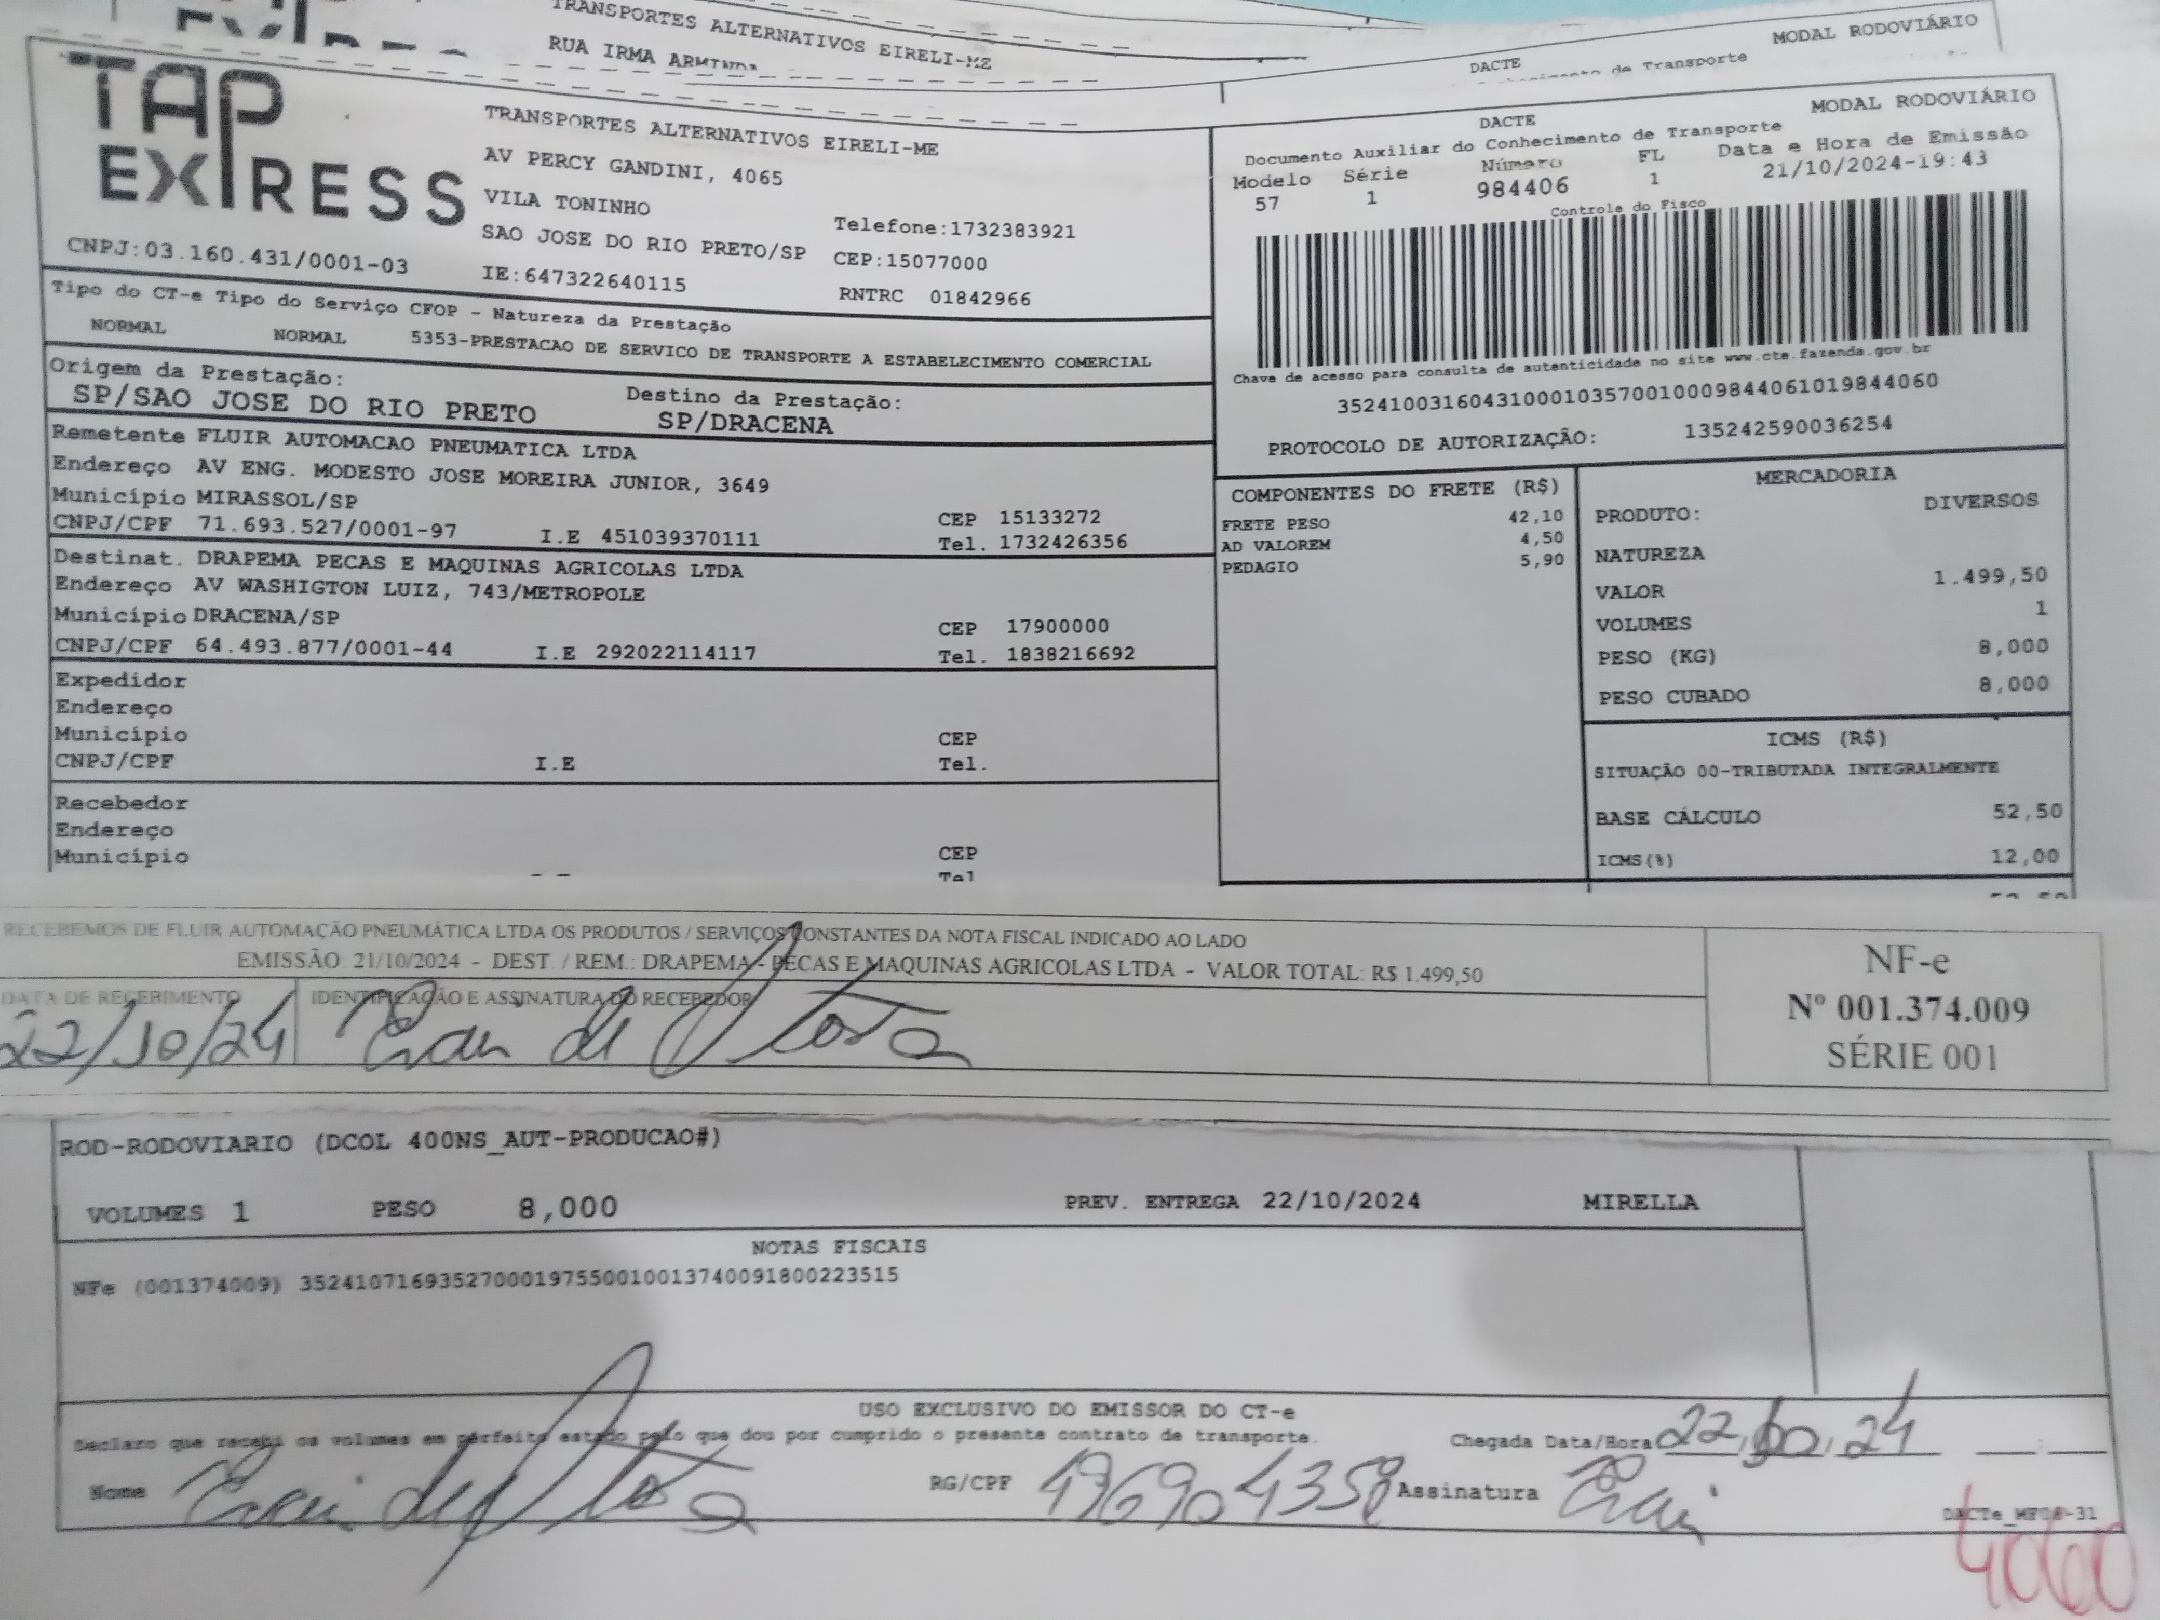 TRANSPORTES ALTERNATIVOS EIRELI-ME
RUA IRMA ARMINDA
MODAL RODOVIÁRIO
DACTE
de Transporte
TAP
EXPRESS
CNPJ:03.160.431/0001-03
TRANSPORTES ALTERNATIVOS EIRELI-ME
AV PERCY GANDINI, 4065
VILA TONINHO
SAO JOSE DO RIO PRETO/SP
IE:647322640115
Telefone:1732383921
CEP:15077000
RNTRC 01842966
DACTE
MODAL RODOVIÁRIO
Documento Auxiliar do Conhecimento de Transporte
Modelo Série Número FL Data e Hora de Emissão
57 1 984406 1 21/10/2024-19:43
Controle do Fisco
Chave de acesso para consulta de autenticidade no site www.cte.fazenda.gov.br
35241003160431000103570010009844061019844060
PROTOCOLO DE AUTORIZAÇÃO: 135242590036254
Tipo do CT-e Tipo do Serviço CFOP - Natureza da Prestação
NORMAL NORMAL 5353-PRESTACAO DE SERVICO DE TRANSPORTE A ESTABELECIMENTO COMERCIAL
Origem da Prestação: Destino da Prestação:
SP/SAO JOSE DO RIO PRETO SP/DRACENA
Remetente FLUIR AUTOMACAO PNEUMATICA LTDA
Endereço AV ENG. MODESTO JOSE MOREIRA JUNIOR, 3649
Município MIRASSOL/SP CEP 15133272
CNPJ/CPF 71.693.527/0001-97 I.E 451039370111 Tel. 1732426356
Destinat. DRAPEMA PECAS E MAQUINAS AGRICOLAS LTDA
Endereço AV WASHIGTON LUIZ, 743/METROPOLE
Município DRACENA/SP CEP 17900000
CNPJ/CPF 64.493.877/0001-44 I.E 292022114117 Tel. 1838216692
Expedidor
Endereço
Município CEP
CNPJ/CPF I.E Tel.
Recebedor
Endereço
Município CEP
Tel
COMPONENTES DO FRETE (R$)
FRETE PESO 42,10
AD VALOREM 4,50
PEDAGIO 5,90
MERCADORIA
PRODUTO: DIVERSOS
NATUREZA
VALOR 1.499,50
VOLUMES 1
PESO (KG) 8,000
PESO CUBADO 8,000
ICMS (R$)
SITUAÇÃO 00-TRIBUTADA INTEGRALMENTE
BASE CÁLCULO 52,50
ICMS(%) 12,00
RECEBEMOS DE FLUIR AUTOMAÇÃO PNEUMÁTICA LTDA OS PRODUTOS / SERVIÇOS CONSTANTES DA NOTA FISCAL INDICADO AO LADO
EMISSÃO: 21/10/2024 - DEST. / REM.: DRAPEMA - PECAS E MAQUINAS AGRICOLAS LTDA - VALOR TOTAL: R$ 1.499,50
DATA DE RECEBIMENTO IDENTIFICAÇÃO E ASSINATURA DO RECEBEDOR
22/10/24
NF-e
Nº 001.374.009
SÉRIE 001
ROD-RODOVIARIO (DCOL 400NS_AUT-PRODUCAO#)
VOLUMES 1 PESO 8,000 PREV. ENTREGA 22/10/2024 MIRELLA
NOTAS FISCAIS
NFe (001374009) 35241071693527000197550010013740091800223515
USO EXCLUSIVO DO EMISSOR DO CT-e
Declaro que recebi os volumes em perfeito estado pelo que dou por cumprido o presente contrato de transporte. Chegada Data/Hora 22,10,24
Nome RG/CPF 496904358 Assinatura
4060